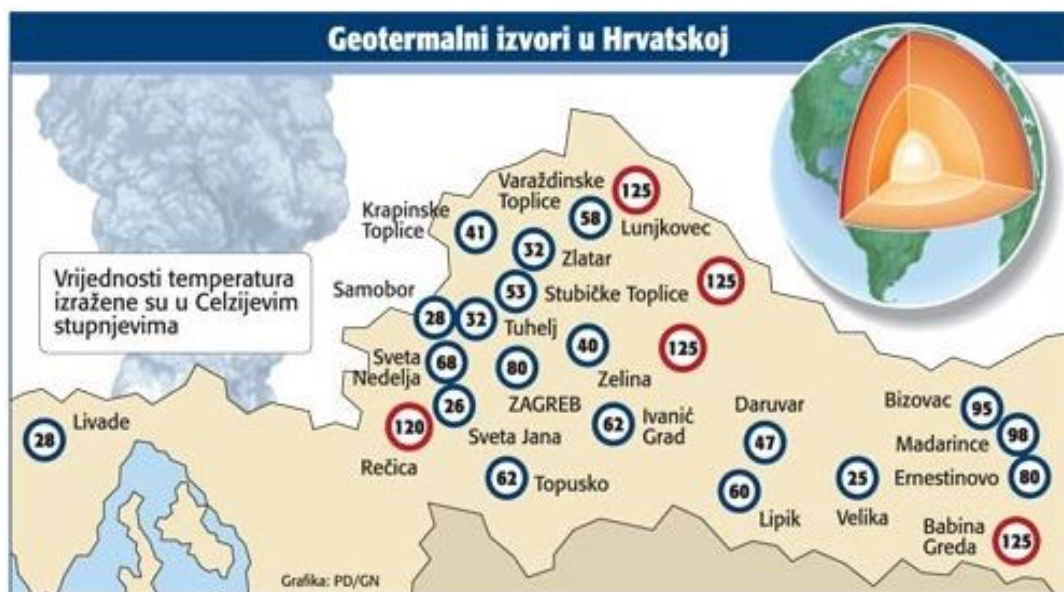 Geotermalni izvori u Hrvatskoj
Vrijednosti temperatura
izražene su u Celzijevim
stupnjevima
Varaždinske
Toplice
58
125
Lunjkovec
Krapinske
Toplice
41
32
Zlatar
53
Stubičke Toplice
125
Samobor
28
32
Tuhelj
40
Zelina
125
Sveta
Nedelja
68
80
ZAGREB
26
Sveta Jana
120
Rečica
62
Ivanić
Grad
62
Topusko
Daruvar
47
60
Lipik
25
Velika
Bizovac
95
Madarince
98
Ernestinovo
80
Babina
Greda
125
Livade
28
Grafika: PD/GN